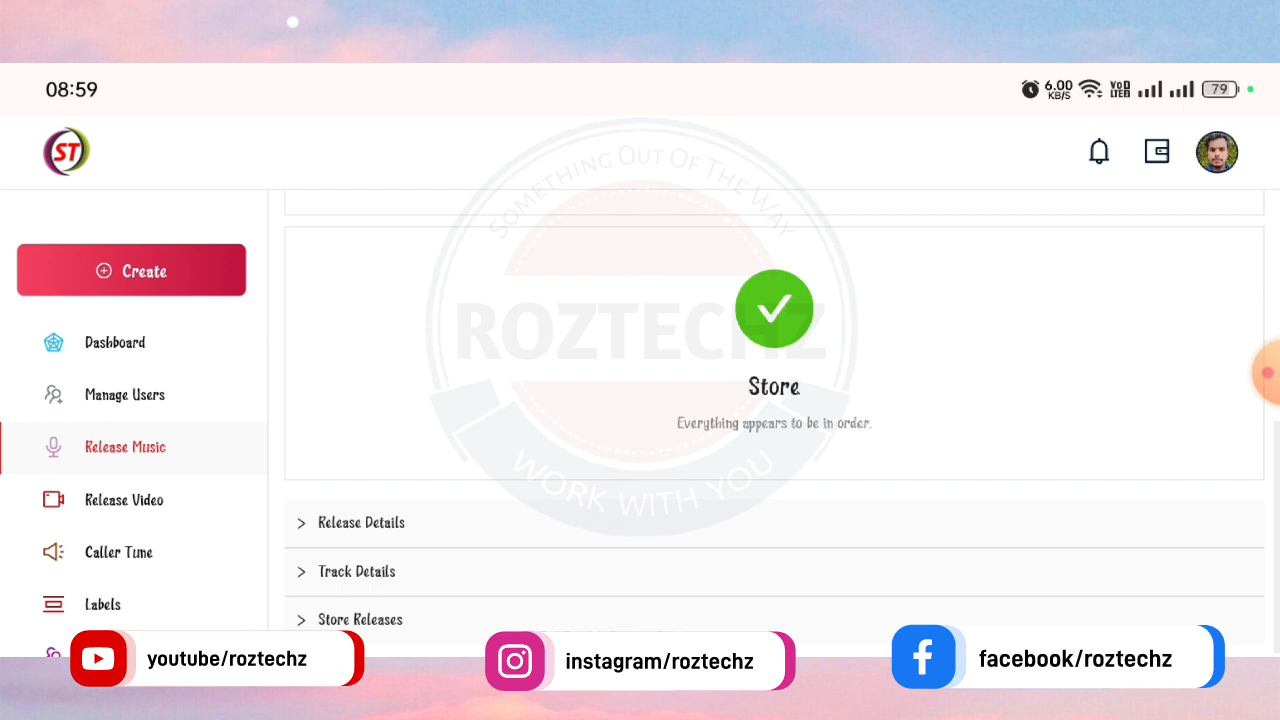 08:59
6.00
KB/S
VoD
LTEB
79
ST
SOMETHING OUT OF THE WAY
ROZTECHZ
WORK WITH YOU
Create
Dashboard
Manage Users
Release Music
Release Video
Caller Tune
Labels
Store
Everything appears to be in order.
Release Details
Track Details
Store Releases
youtube/roztechz
instagram/roztechz
facebook/roztechz